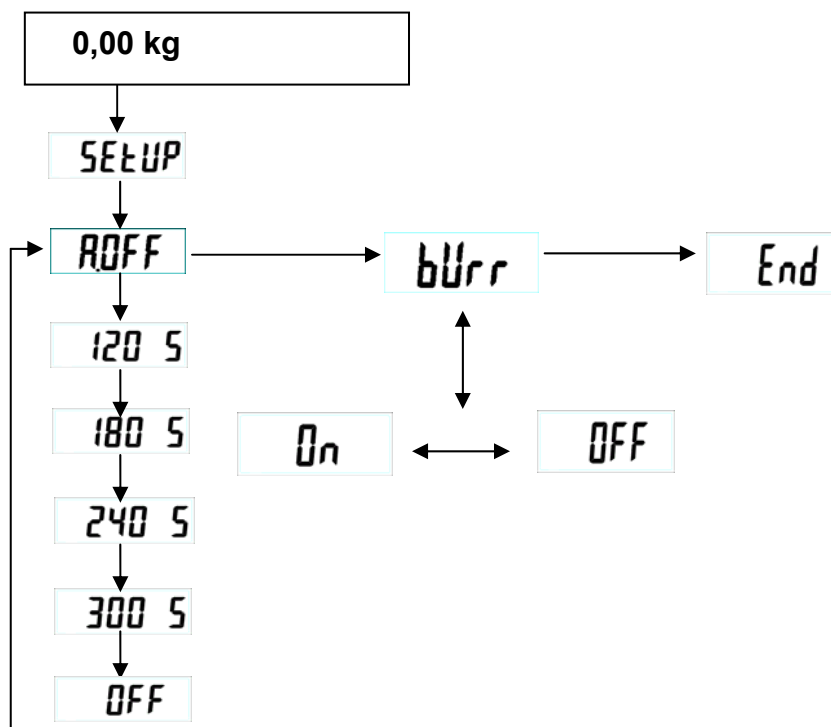 0,00 kg
SEtUP
A.OFF
bUrr
End
120 S
180 S
On
OFF
240 S
300 S
OFF